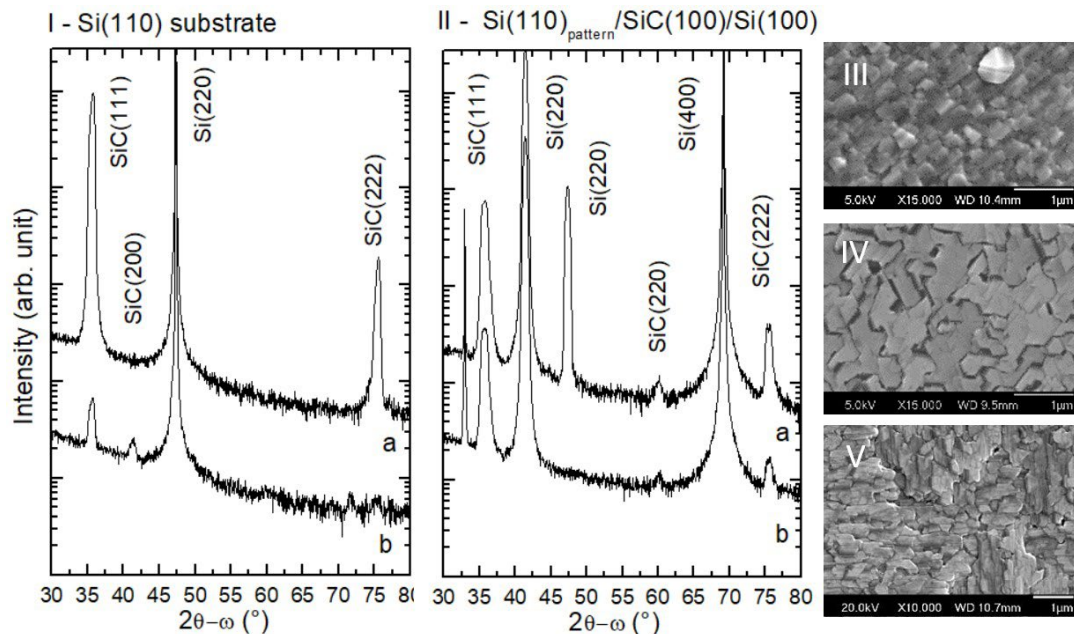 I - Si(110) substrate
II - Si(110)pattern/SiC(100)/Si(100)
Intensity (arb. unit)
SiC(111)
SiC(200)
Si(220)
SiC(222)
a
b
30 35 40 45 50 55 60 65 70 75 80
2θ-ω (°)
SiC(111)
Si(220)
Si(220)
SiC(220)
Si(400)
SiC(222)
a
b
30 35 40 45 50 55 60 65 70 75 80
2θ-ω (°)
III
5.0kV X15.000 WD 10.4mm 1µm
IV
5.0kV X15.000 WD 9.5mm 1µm
V
20.0kV X10.000 WD 10.7mm 1µm